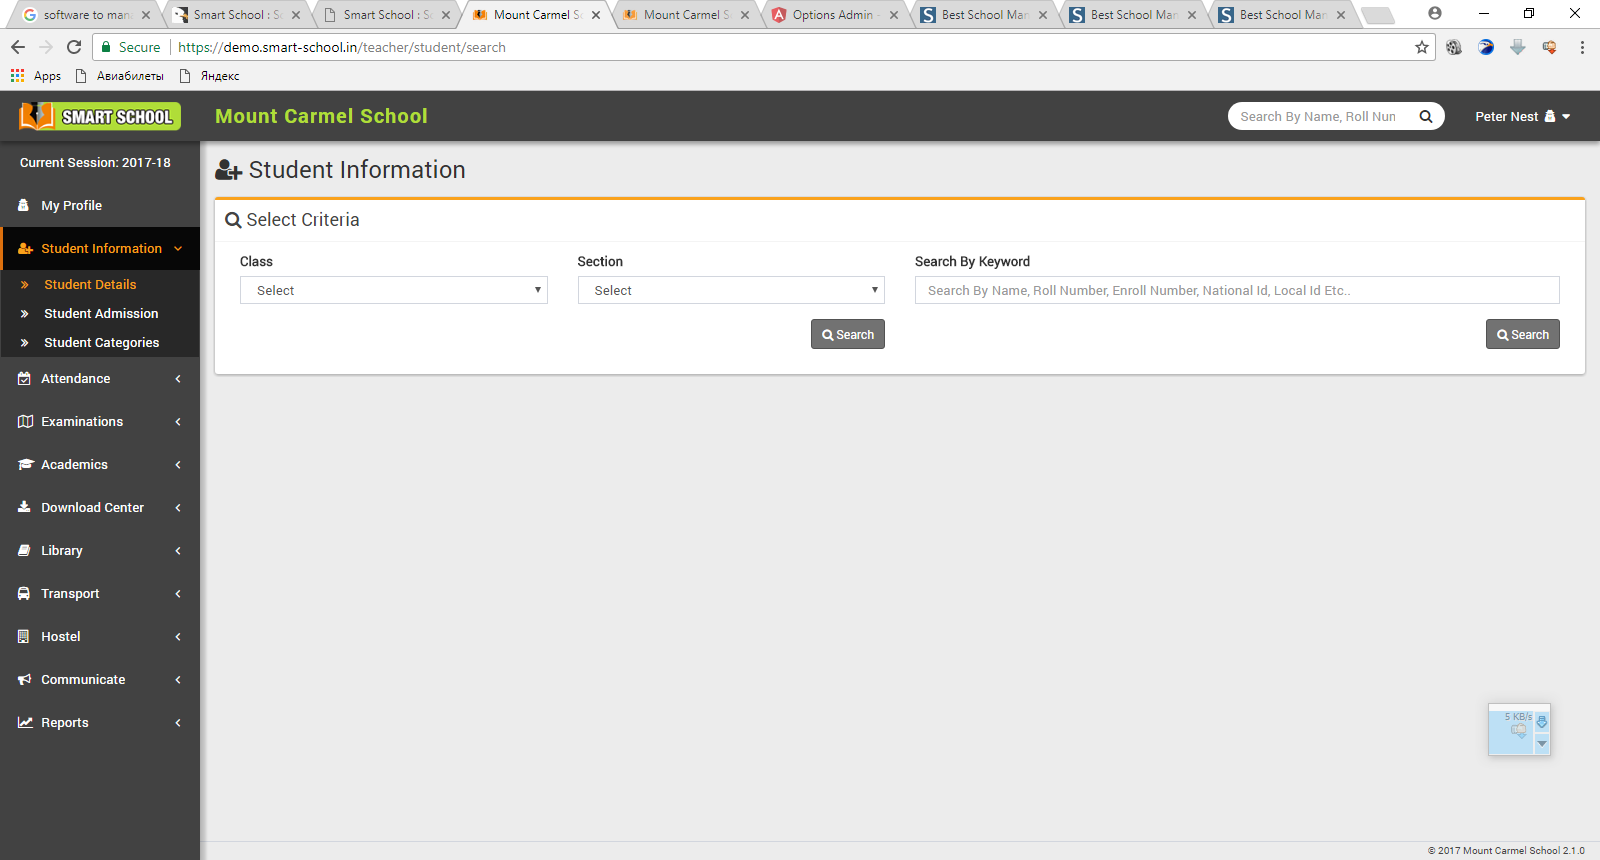 software to mana
Smart School : S
Smart School : S
Mount Carmel S
Mount Carmel S
Options Admin -
Best School Man
Best School Man
Best School Man
Secure
https://demo.smart-school.in/teacher/student/search
Apps
Авиабилеты
Яндекс
SMART SCHOOL
Mount Carmel School
Search By Name, Roll Nun
Peter Nest
Current Session: 2017-18
My Profile
Student Information
Student Details
Student Admission
Student Categories
Attendance
Examinations
Academics
Download Center
Library
Transport
Hostel
Communicate
Reports
Student Information
Select Criteria
Class
Section
Search By Keyword
Select
Select
Search By Name, Roll Number, Enroll Number, National Id, Local Id Etc..
Search
Search
5 KB/s
© 2017 Mount Carmel School 2.1.0